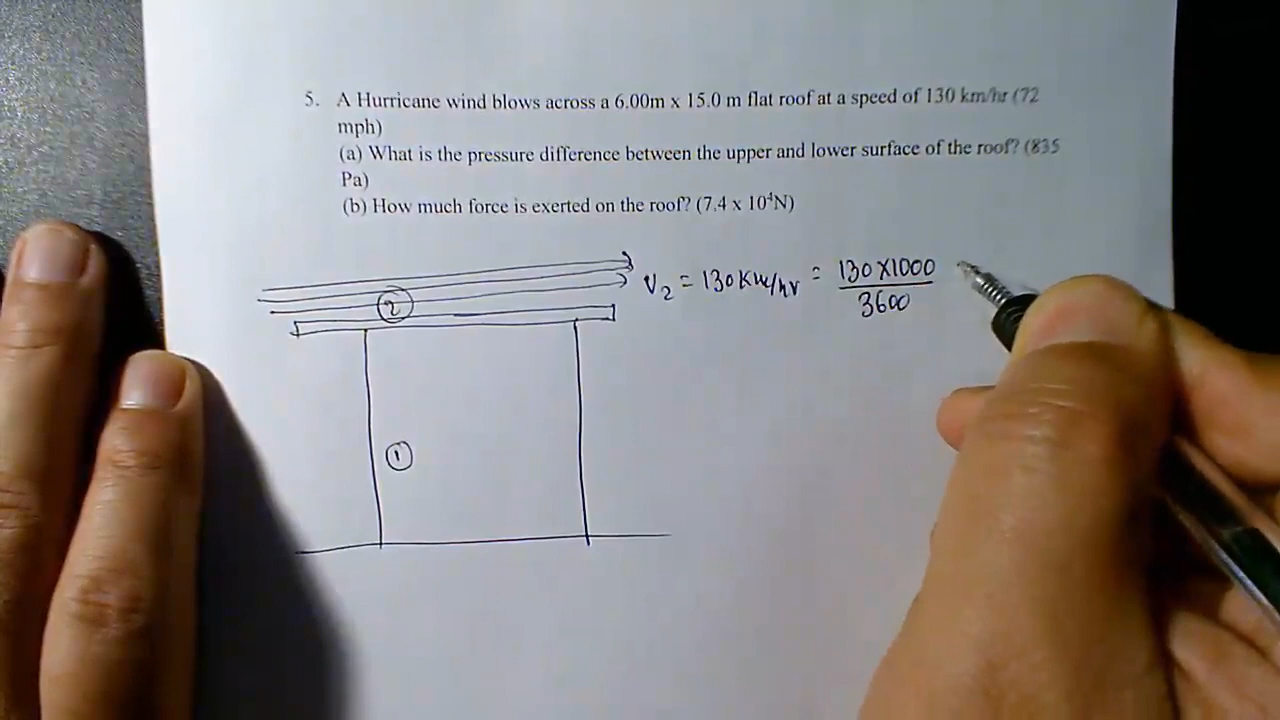 5. A Hurricane wind blows across a 6.00m x 15.0 m flat roof at a speed of 130 km/hr (72
mph)
(a) What is the pressure difference between the upper and lower surface of the roof? (835
Pa)
(b) How much force is exerted on the roof? (7.4 x 10⁴N)
V₂ = 130 Km/hr = 130×1000
3600
②
①